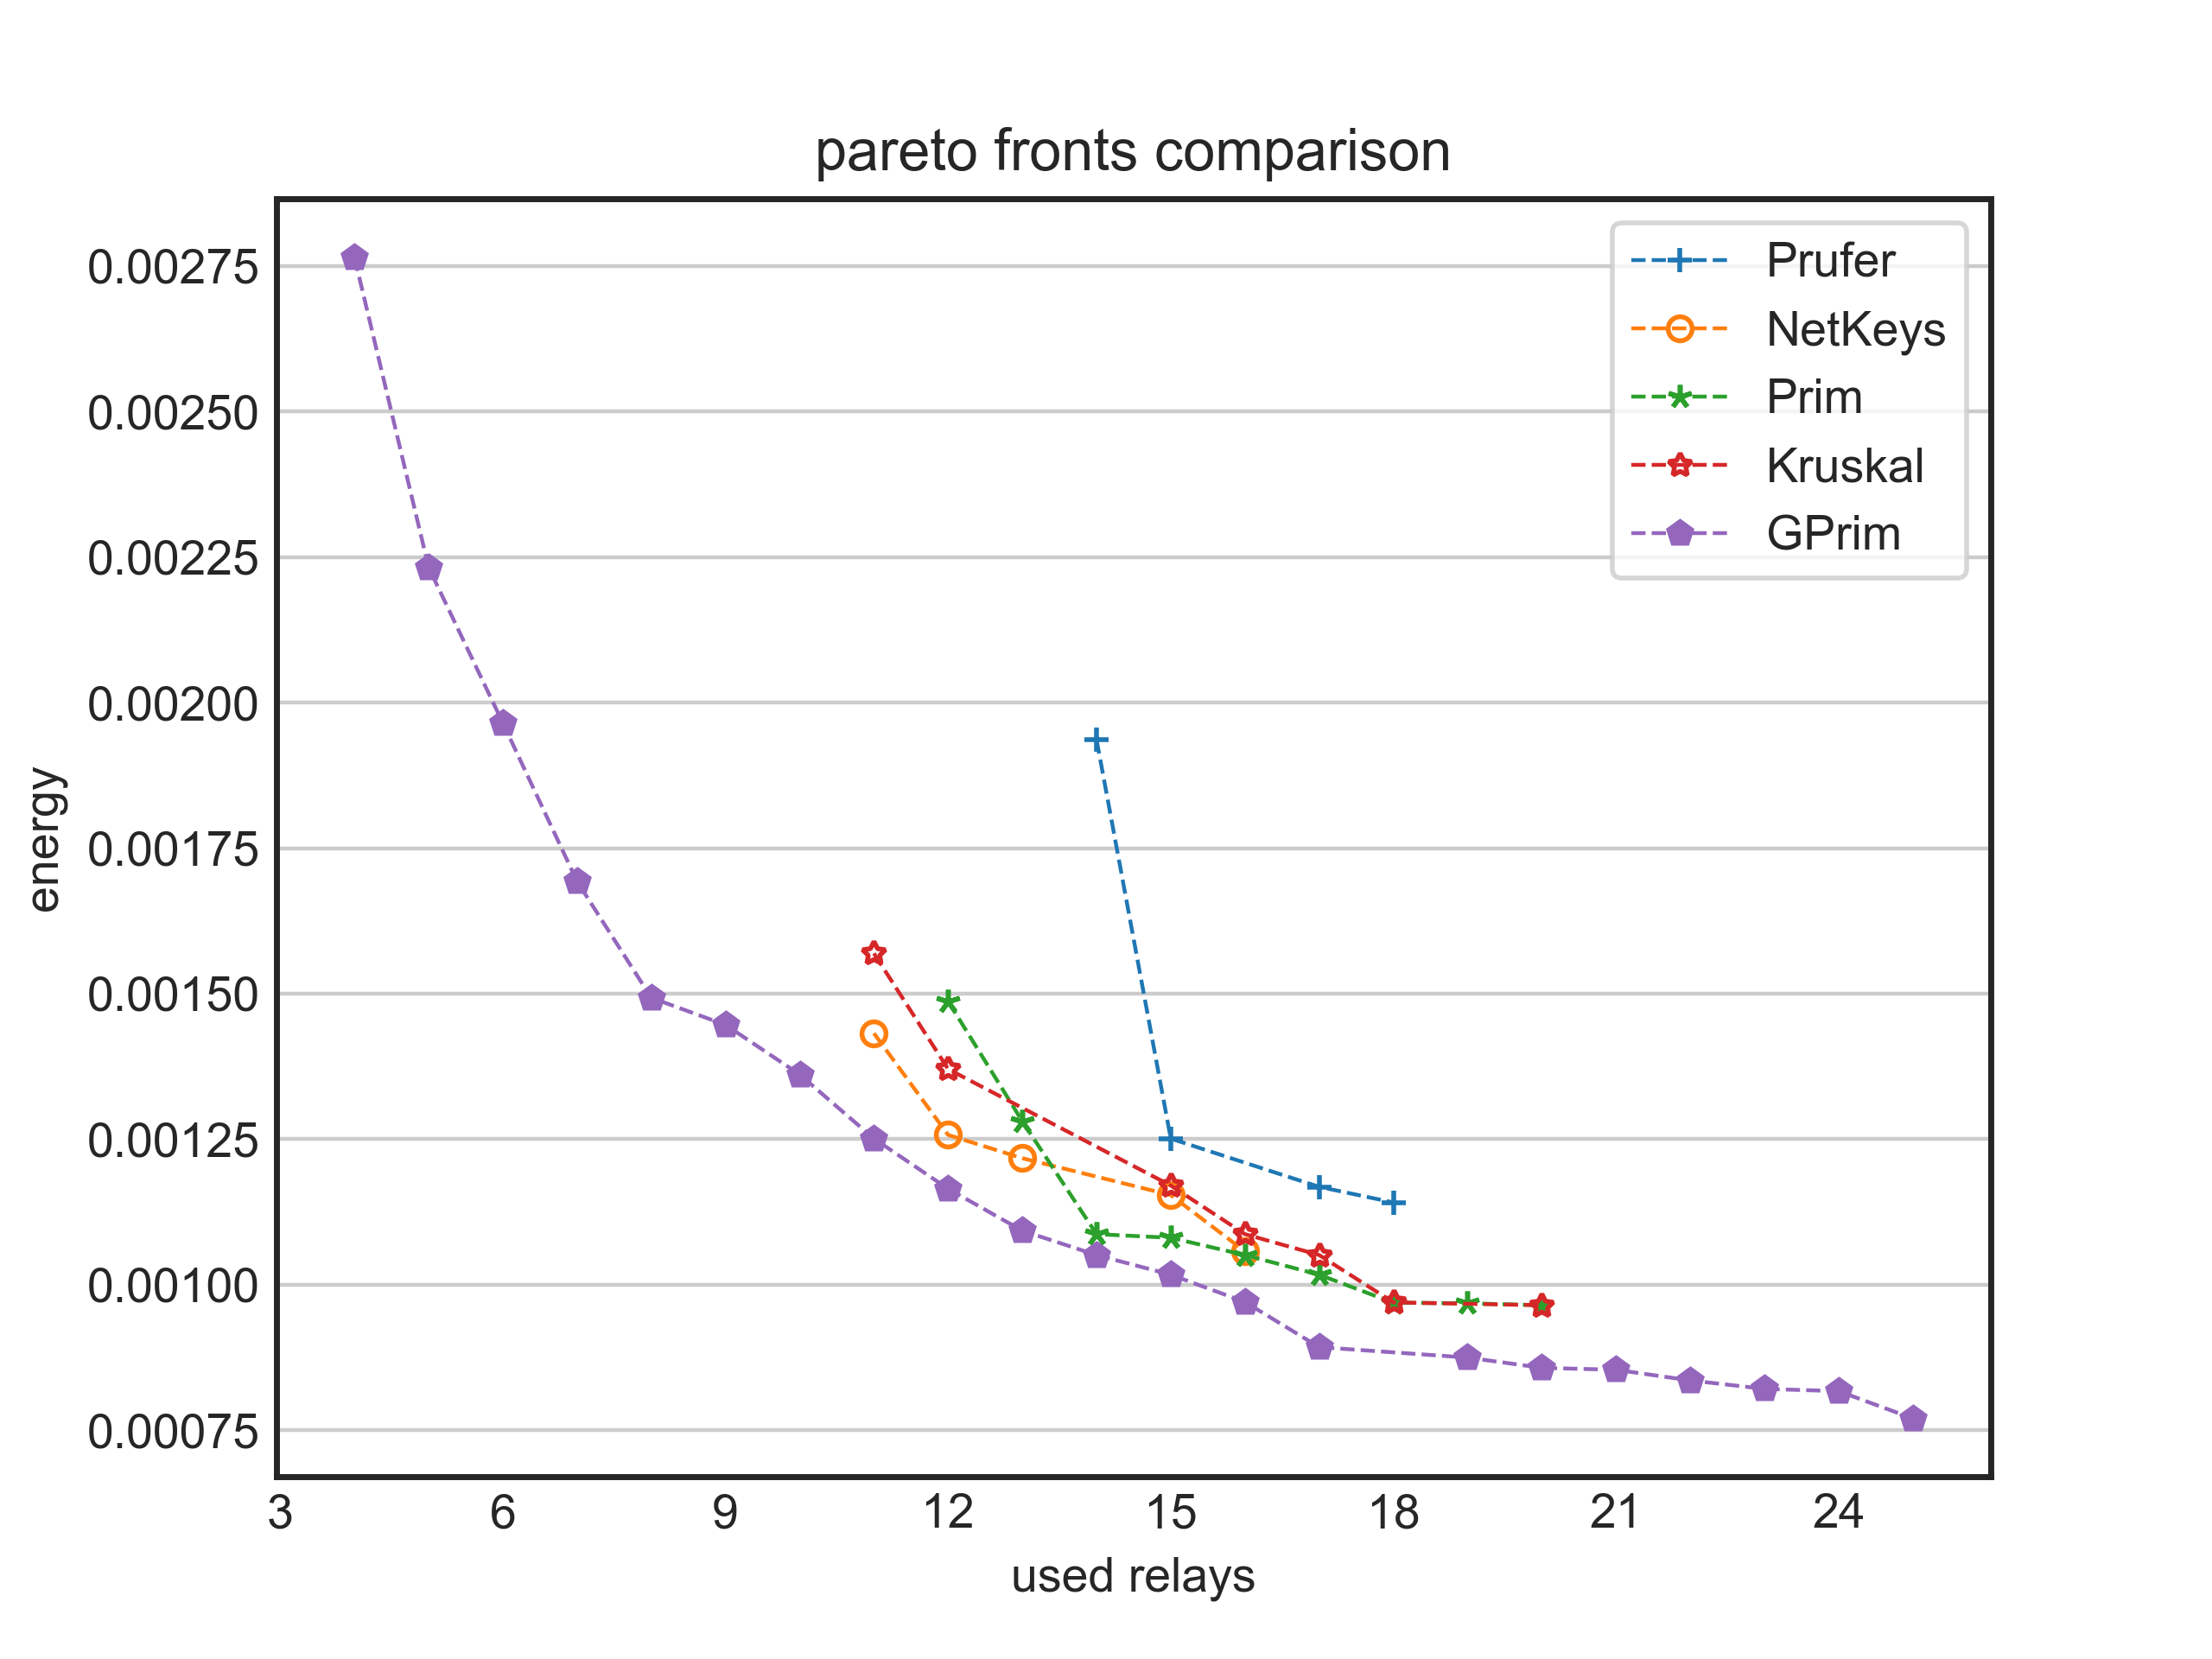 pareto fronts comparison
0.00275
0.00250
0.00225
0.00200
0.00175
0.00150
0.00125
0.00100
0.00075
energy
Prufer
NetKeys
Prim
Kruskal
GPrim
3 6 9 12 15 18 21 24
used relays